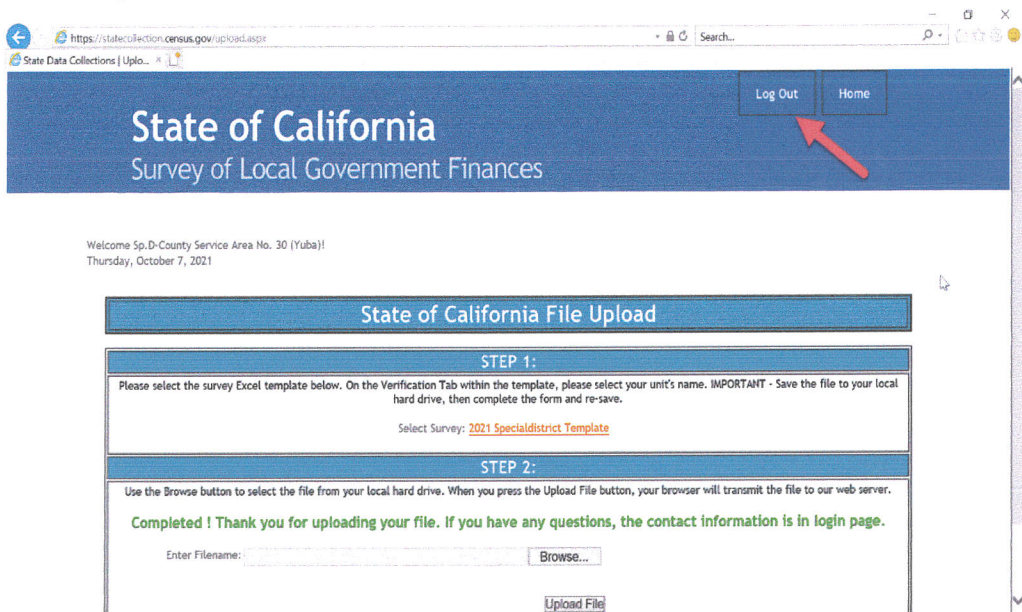 https://statecollection.census.gov/upload.aspx
Search...
State Data Collections | Uplo...
Log Out
Home
State of California
Survey of Local Government Finances
Welcome Sp.D-County Service Area No. 30 (Yuba)!
Thursday, October 7, 2021
State of California File Upload
STEP 1:
Please select the survey Excel template below. On the Verification Tab within the template, please select your unit's name. IMPORTANT - Save the file to your local
hard drive, then complete the form and re-save.
Select Survey: 2021 Specialdistrict Template
STEP 2:
Use the Browse button to select the file from your local hard drive. When you press the Upload File button, your browser will transmit the file to our web server.
Completed ! Thank you for uploading your file. If you have any questions, the contact information is in login page.
Enter Filename:
Browse...
Upload File